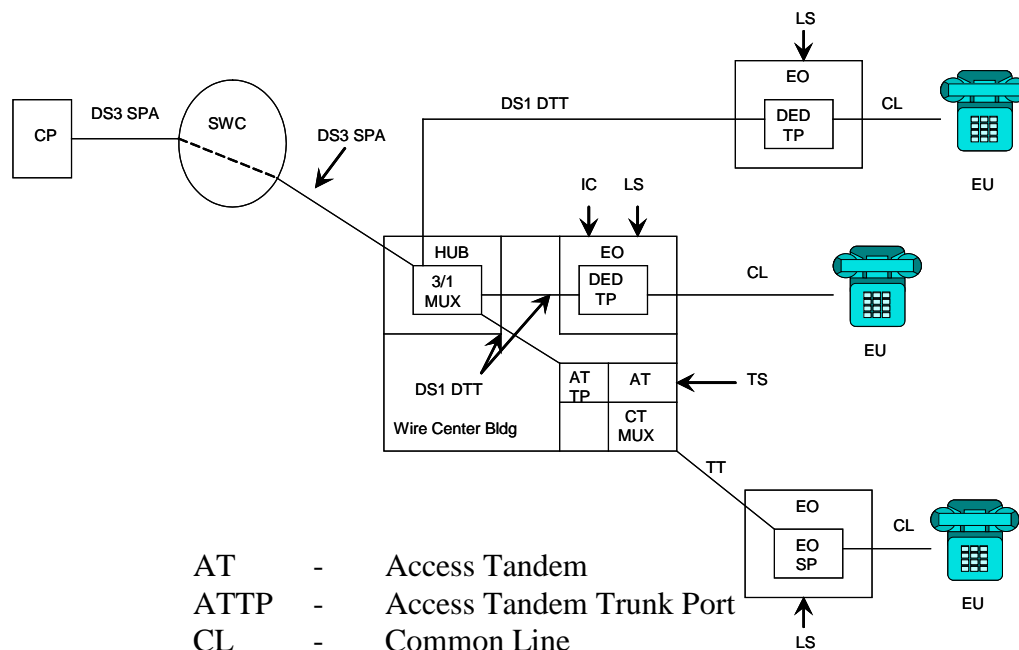 LS
EO
DS1 DTT
CL
DS3 SPA
SWC
CP
DED
TP
DS3 SPA
EU
IC
LS
HUB
EO
CL
3/1
MUX
DED
TP
EU
DS1 DTT
AT
TP
AT
TS
Wire Center Bldg
CT
MUX
TT
EO
CL
EO
SP
EU
LS
AT - Access Tandem
ATTP - Access Tandem Trunk Port
CL - Common Line